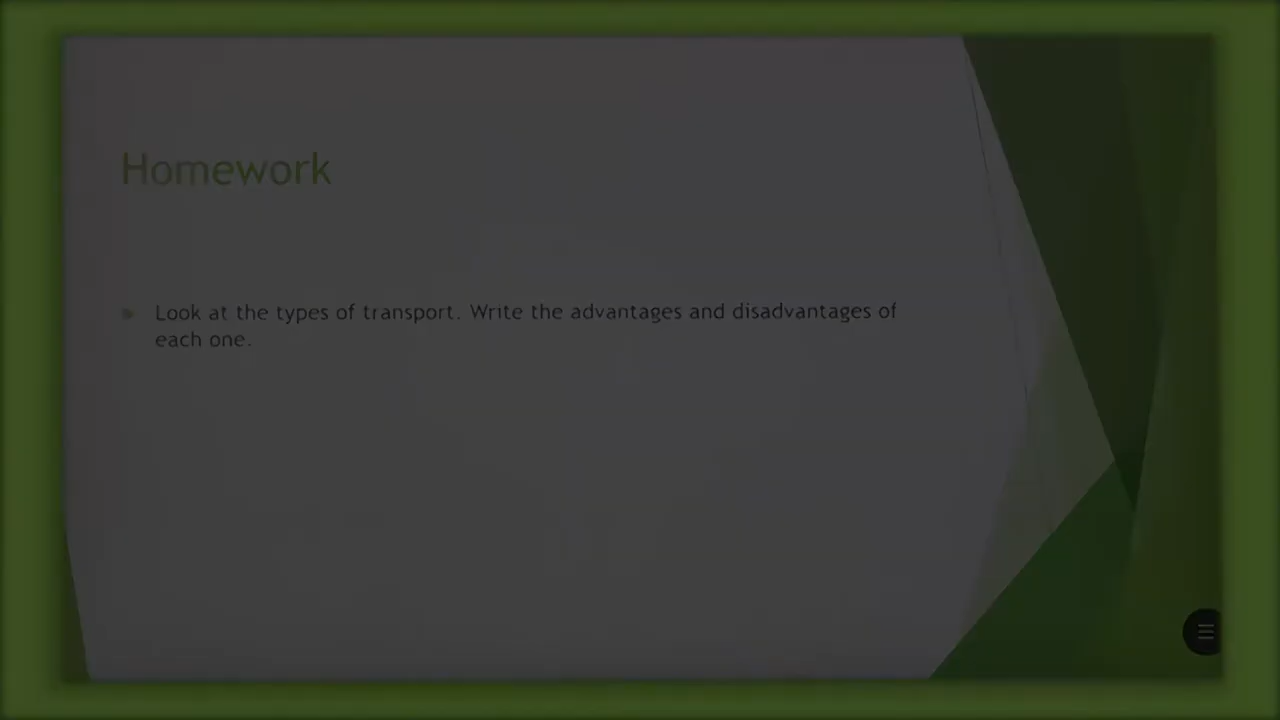 Homework
Look at the types of transport. Write the advantages and disadvantages of
each one.